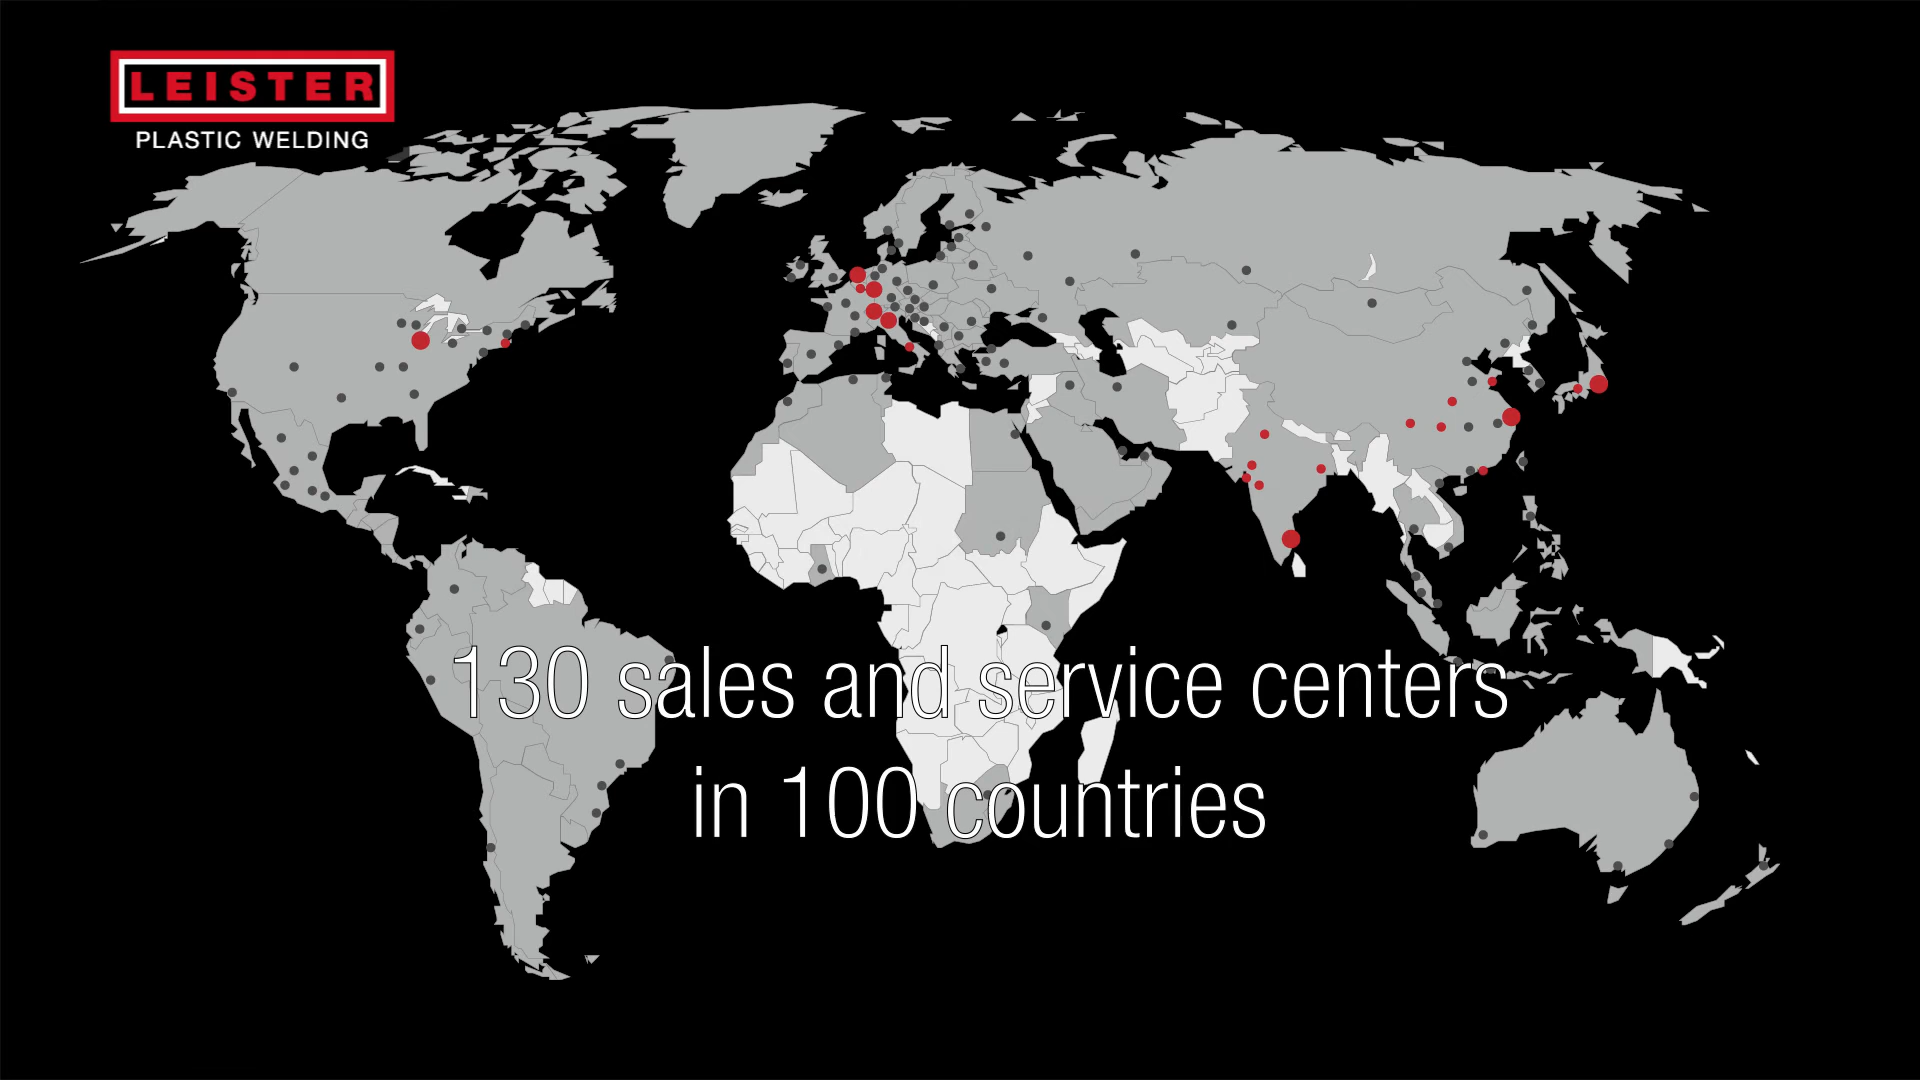 LEISTER
PLASTIC WELDING
130 sales and service centers
in 100 countries